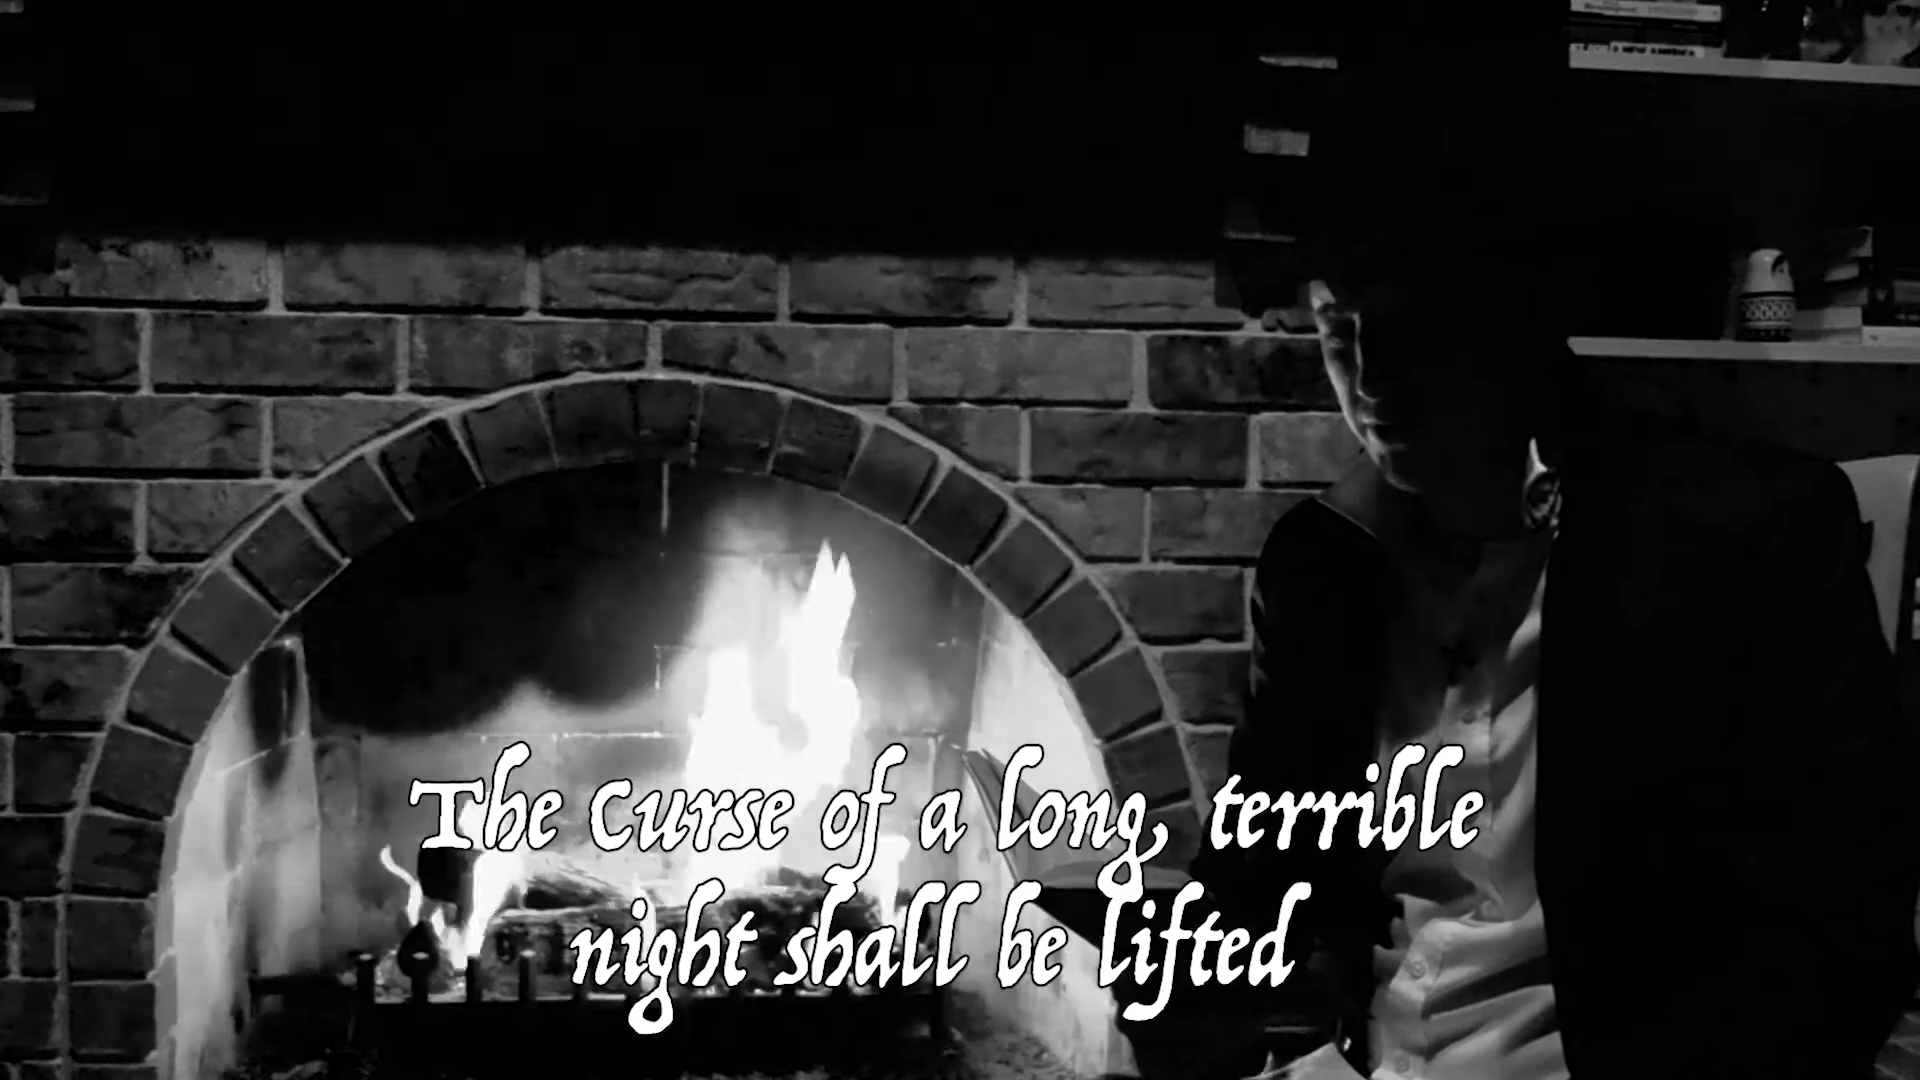 The Curse of a long, terrible
night shall be lifted